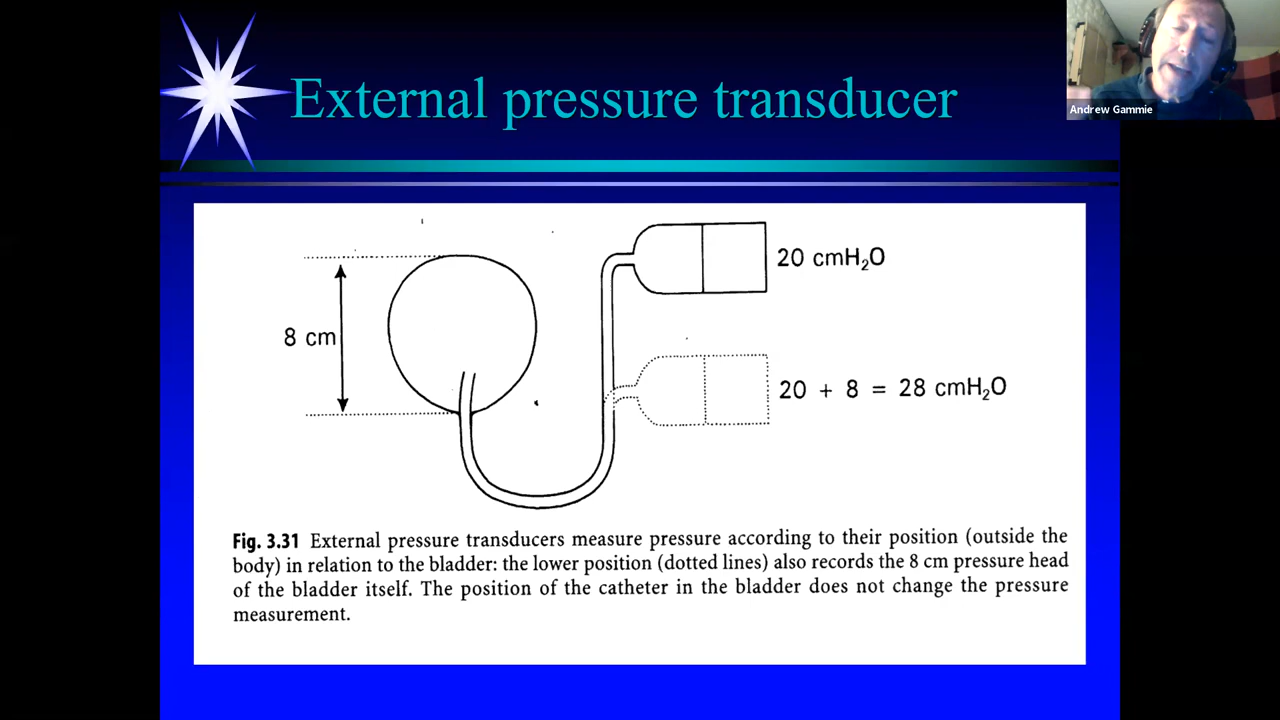 External pressure transducer
Andrew Gammie
20 cmH₂O
8 cm
20 + 8 = 28 cmH₂O
Fig. 3.31 External pressure transducers measure pressure according to their position (outside the
body) in relation to the bladder: the lower position (dotted lines) also records the 8 cm pressure head
of the bladder itself. The position of the catheter in the bladder does not change the pressure
measurement.